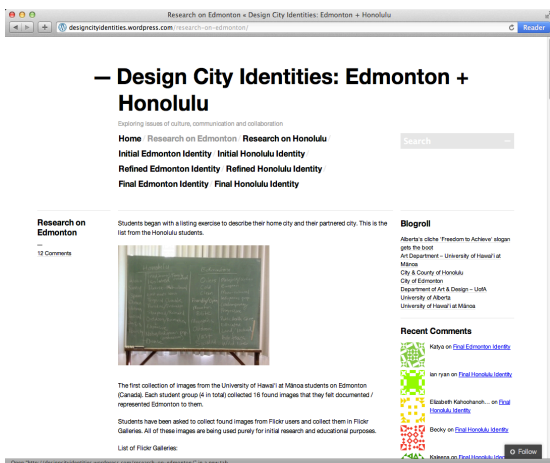 Research on Edmonton « Design City Identities: Edmonton + Honolulu
designcityidentities.wordpress.com/research-on-edmonton/
Reader
— Design City Identities: Edmonton +
Honolulu
Exploring issues of culture, communication and collaboration
Home / Research on Edmonton / Research on Honolulu /
Initial Edmonton Identity / Initial Honolulu Identity /
Refined Edmonton Identity / Refined Honolulu Identity /
Final Edmonton Identity / Final Honolulu Identity
Search
Research on
Edmonton
—
12 Comments
Students began with a listing exercise to describe their home city and their partnered city. This is the
list from the Honolulu students.
The first collection of images from the University of Hawai'i at Mānoa students on Edmonton
(Canada). Each student group (4 in total) collected 16 found images that they felt documented /
represented Edmonton to them.
Students have been asked to collect found images from Flickr users and collect them in Flickr
Galleries. All of these images are being used purely for initial research and educational purposes.
List of Flickr Galleries:
Blogroll
Alberta's cliche 'Freedom to Achieve' slogan
gets the boot
Art Department – University of Hawai'i at
Mānoa
City & County of Honolulu
City of Edmonton
Department of Art & Design – UofA
University of Alberta
University of Hawai'i at Mānoa
Recent Comments
Katya on Final Edmonton Identity
ian ryan on Final Honolulu Identity
Elizabeth Kahoohanoh... on Final
Honolulu Identity
Becky on Final Honolulu Identity
Kaleena on Final Honolulu Identity
Follow